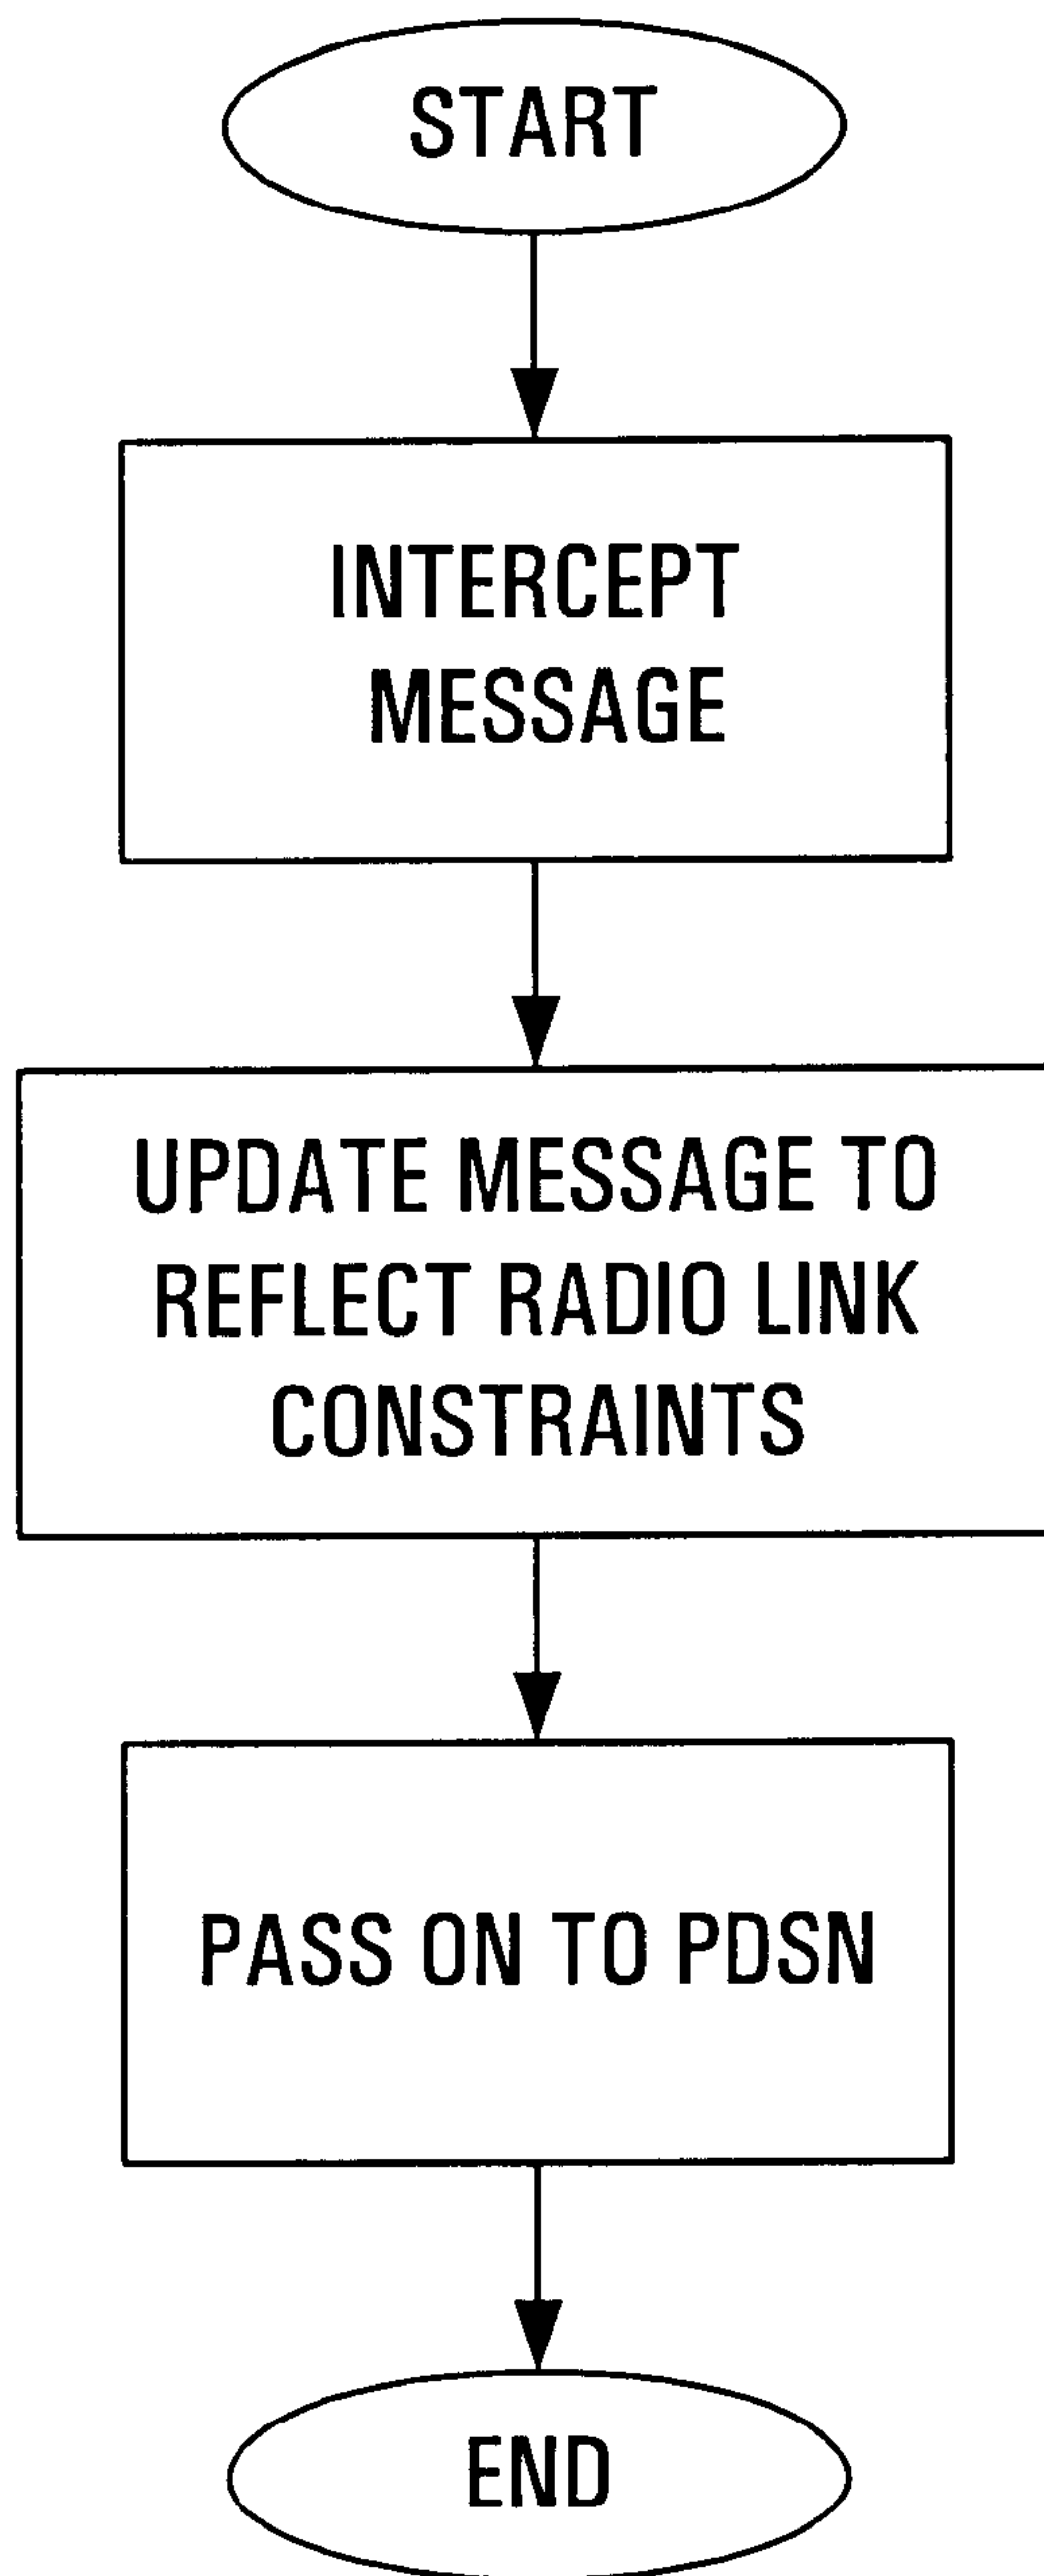 START
INTERCEPT
MESSAGE
UPDATE MESSAGE TO
REFLECT RADIO LINK
CONSTRAINTS
PASS ON TO PDSN
END